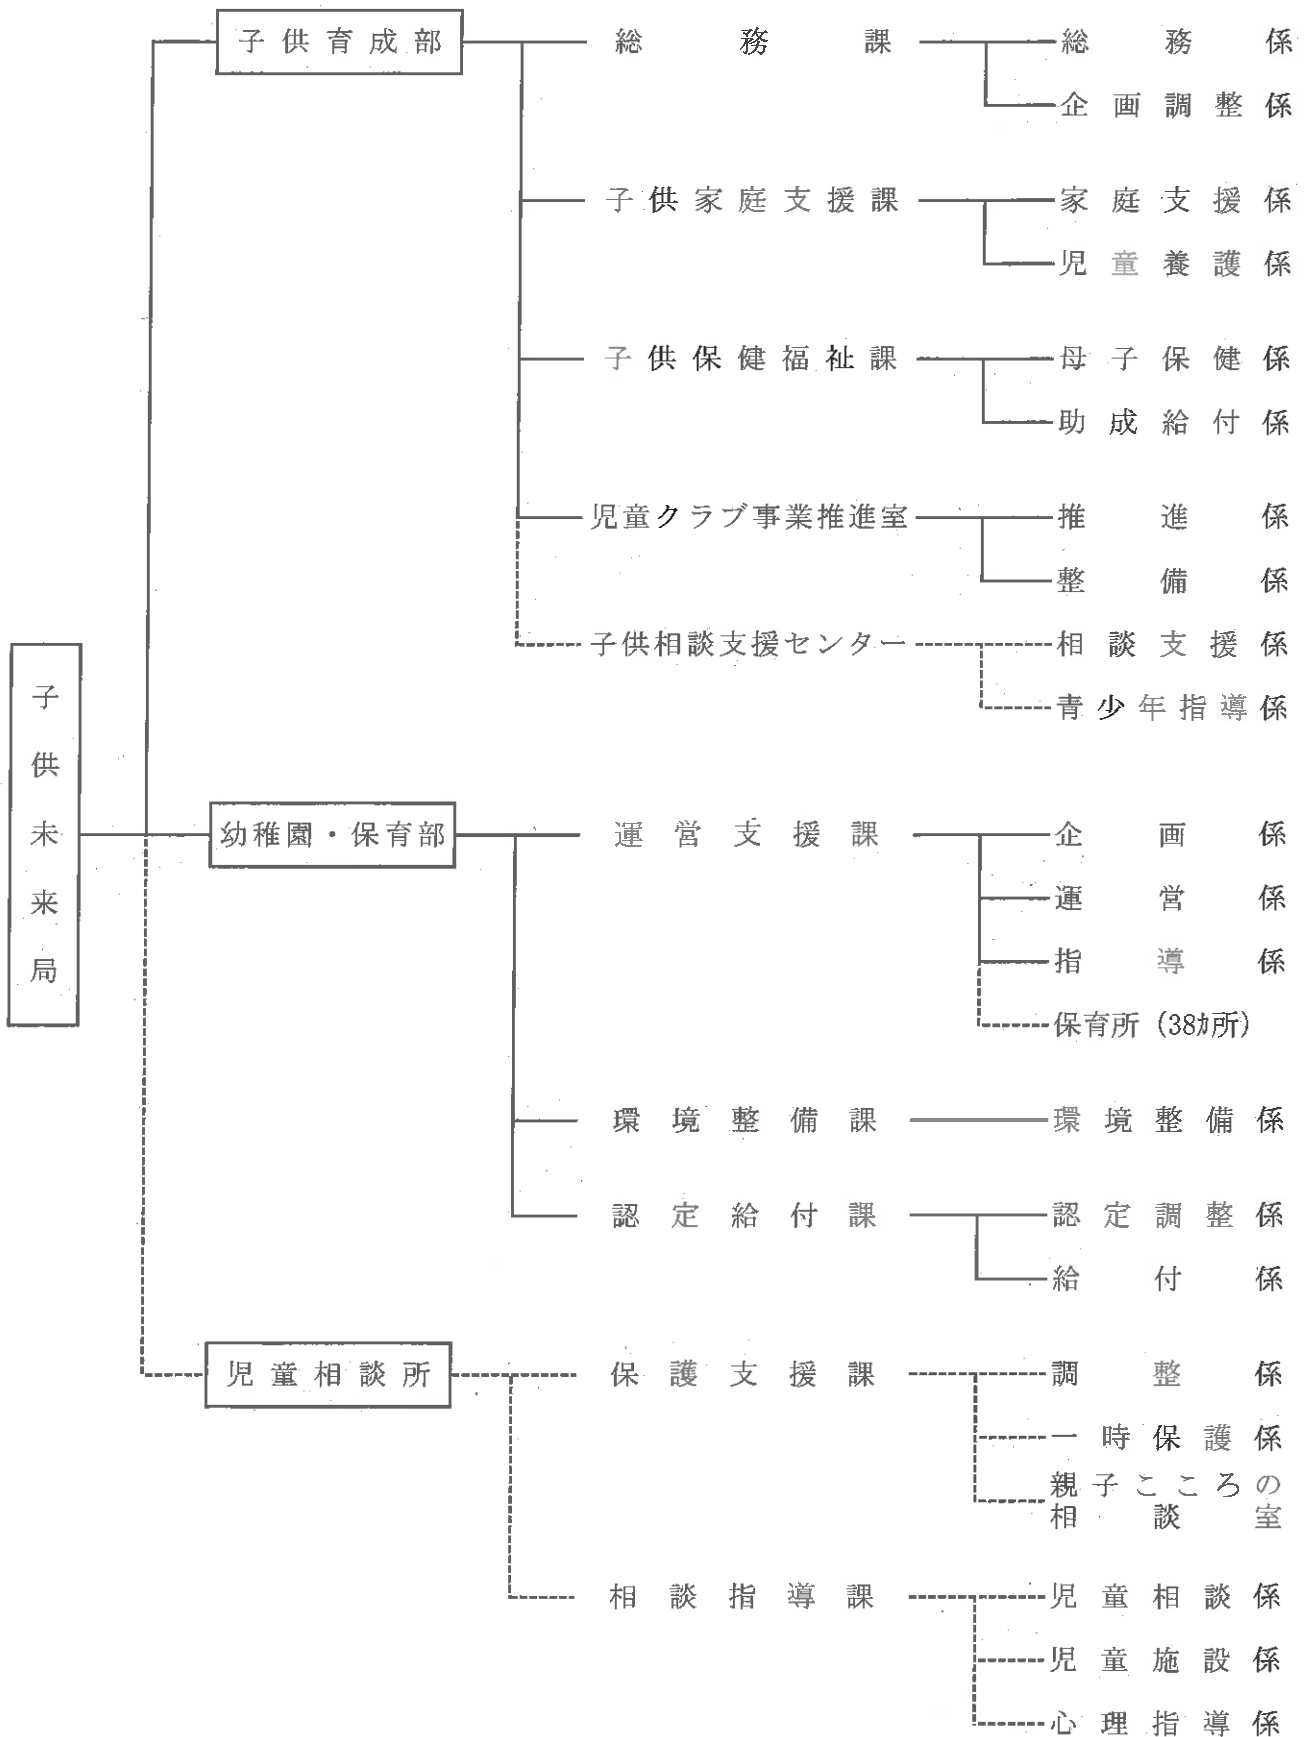 子供未来局
子供育成部
総務課
総務係
企画調整係
子供家庭支援課
家庭支援係
児童養護係
子供保健福祉課
母子保健係
助成給付係
児童クラブ事業推進室
推進係
整備係
子供相談支援センター
相談支援係
青少年指導係
幼稚園・保育部
運営支援課
企画係
運営係
指導係
保育所(38ｶ所)
環境整備課
環境整備係
認定給付課
認定調整係
給付係
児童相談所
保護支援課
調整係
一時保護係
親子こころの
相談室
相談指導課
児童相談係
児童施設係
心理指導係